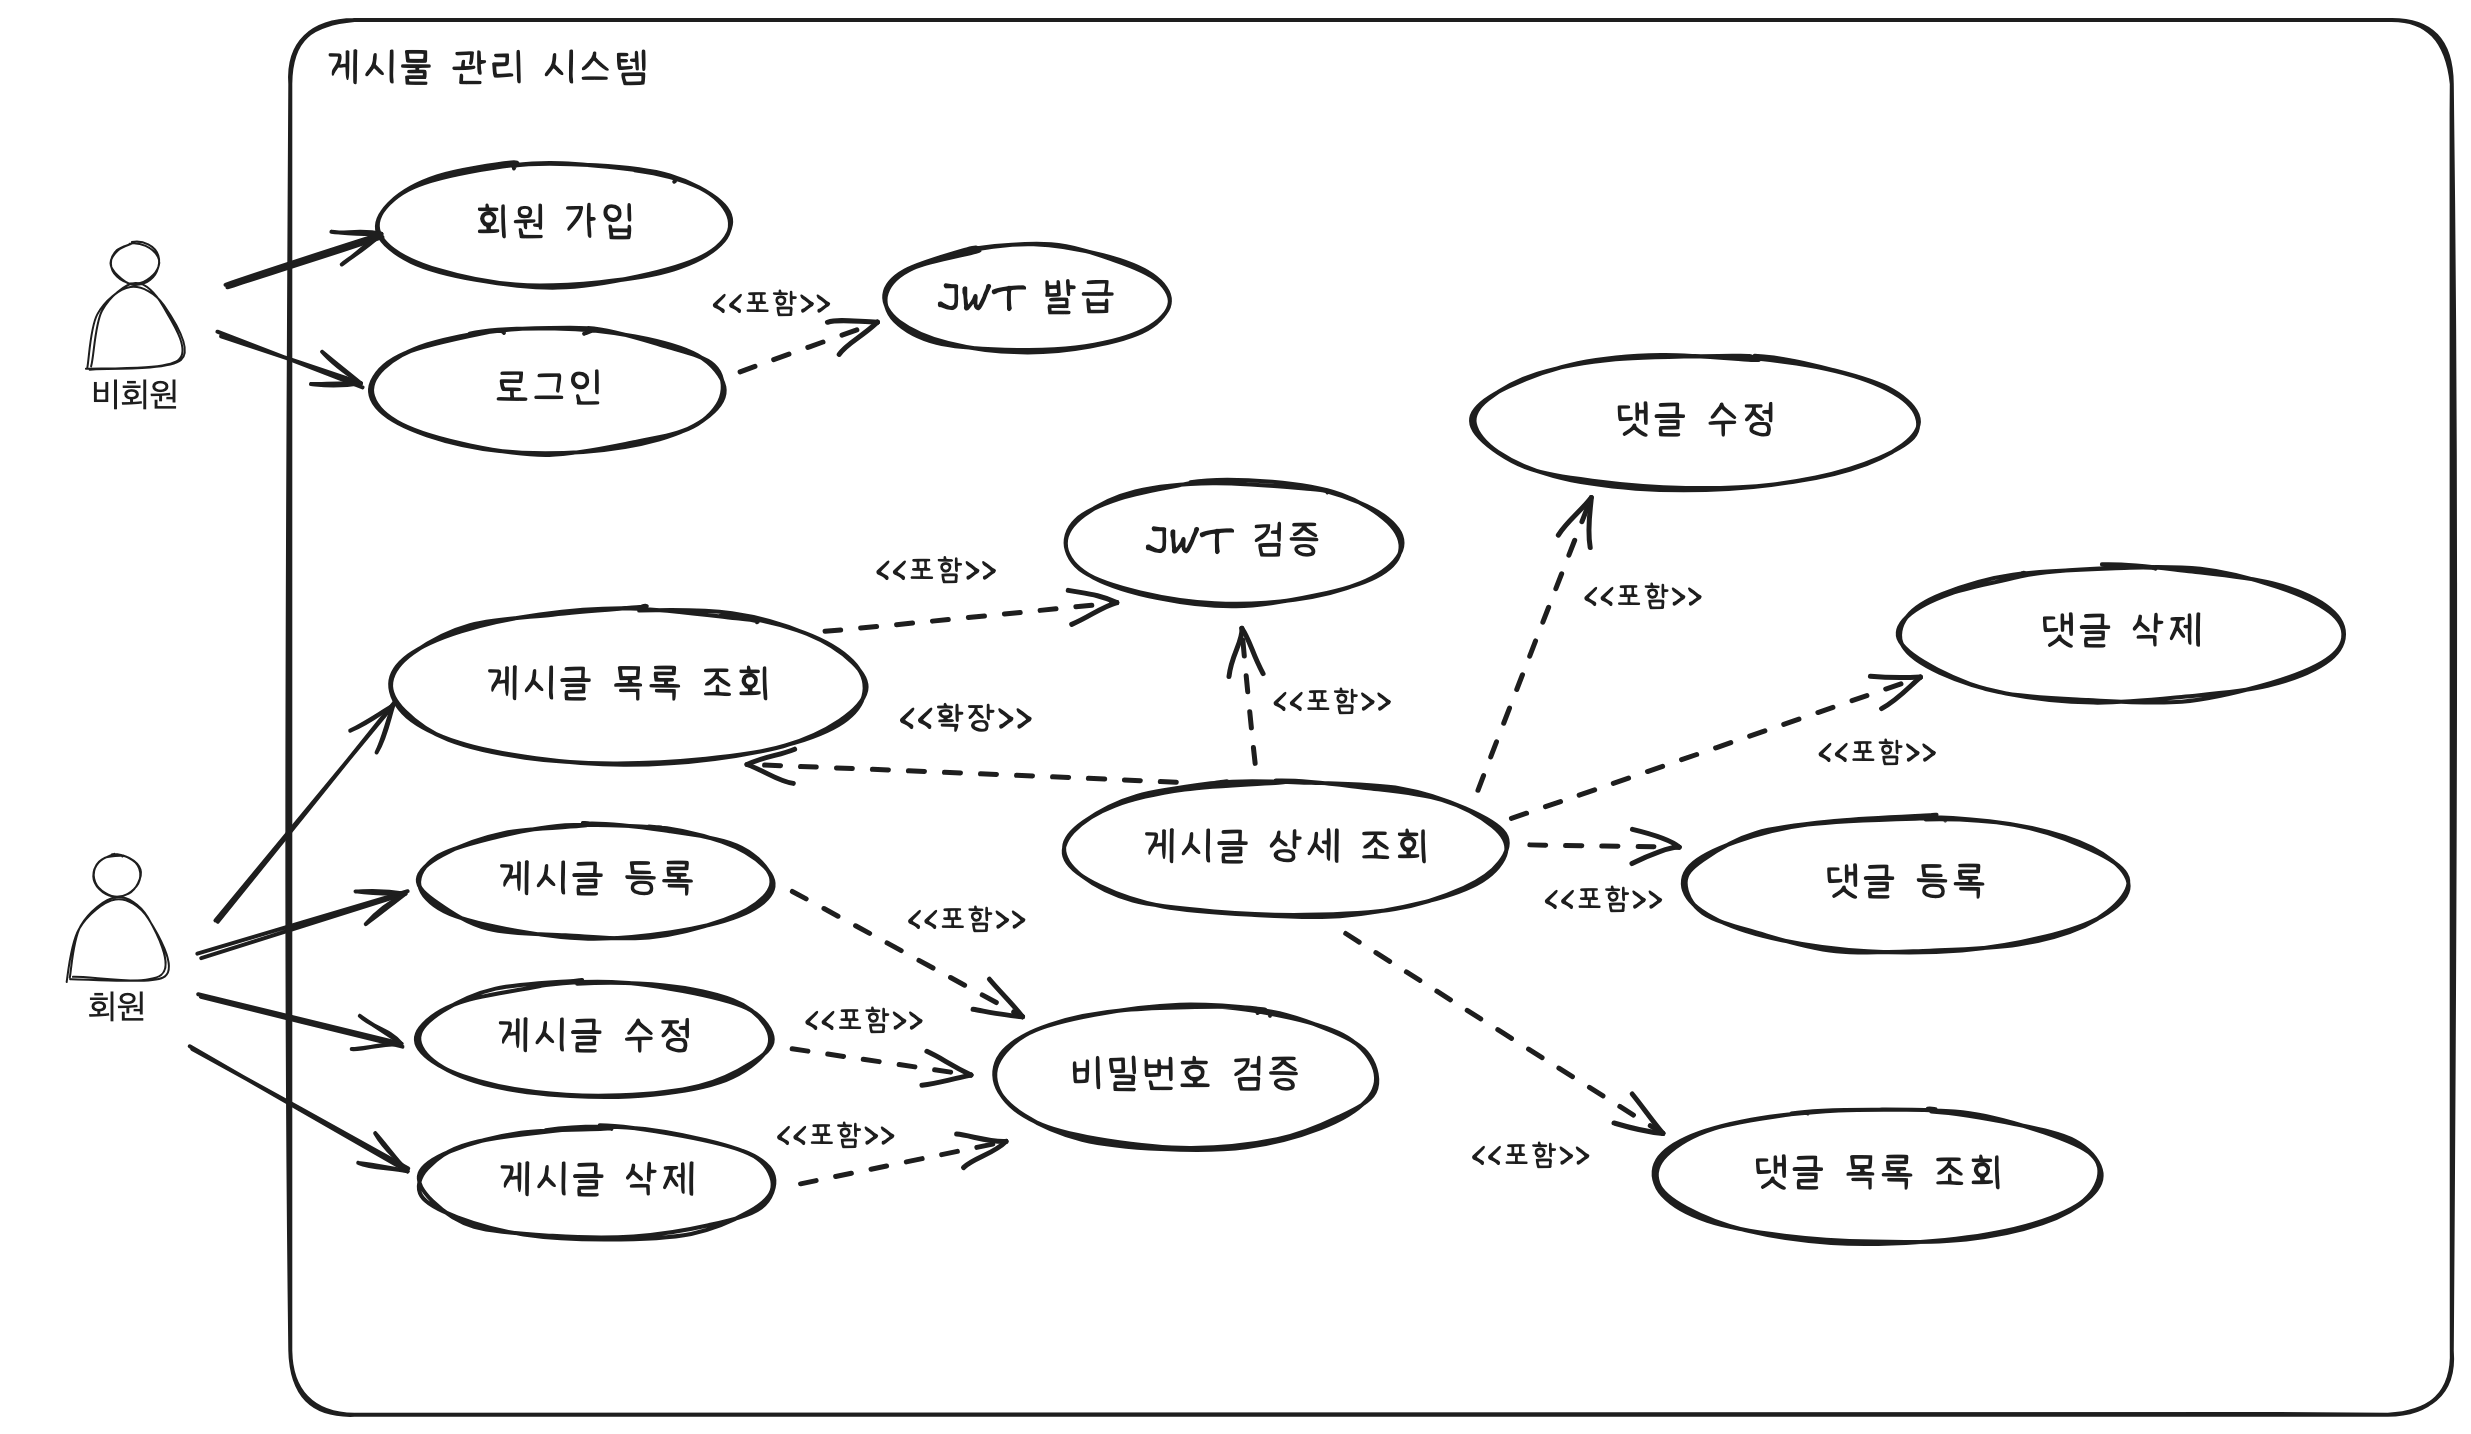 게시물 관리 시스템
회원 가입
<<포함>>
JWT 발급
비회원
로그인
댓글 수정
JWT 검증
<<포함>>
<<포함>>
댓글 삭제
게시글 목록 조회
<<확장>>
<<포함>>
<<포함>>
게시글 상세 조회
게시글 등록
<<포함>>
<<포함>>
댓글 등록
회원
게시글 수정
<<포함>>
비밀번호 검증
<<포함>>
게시글 삭제
<<포함>>
댓글 목록 조회